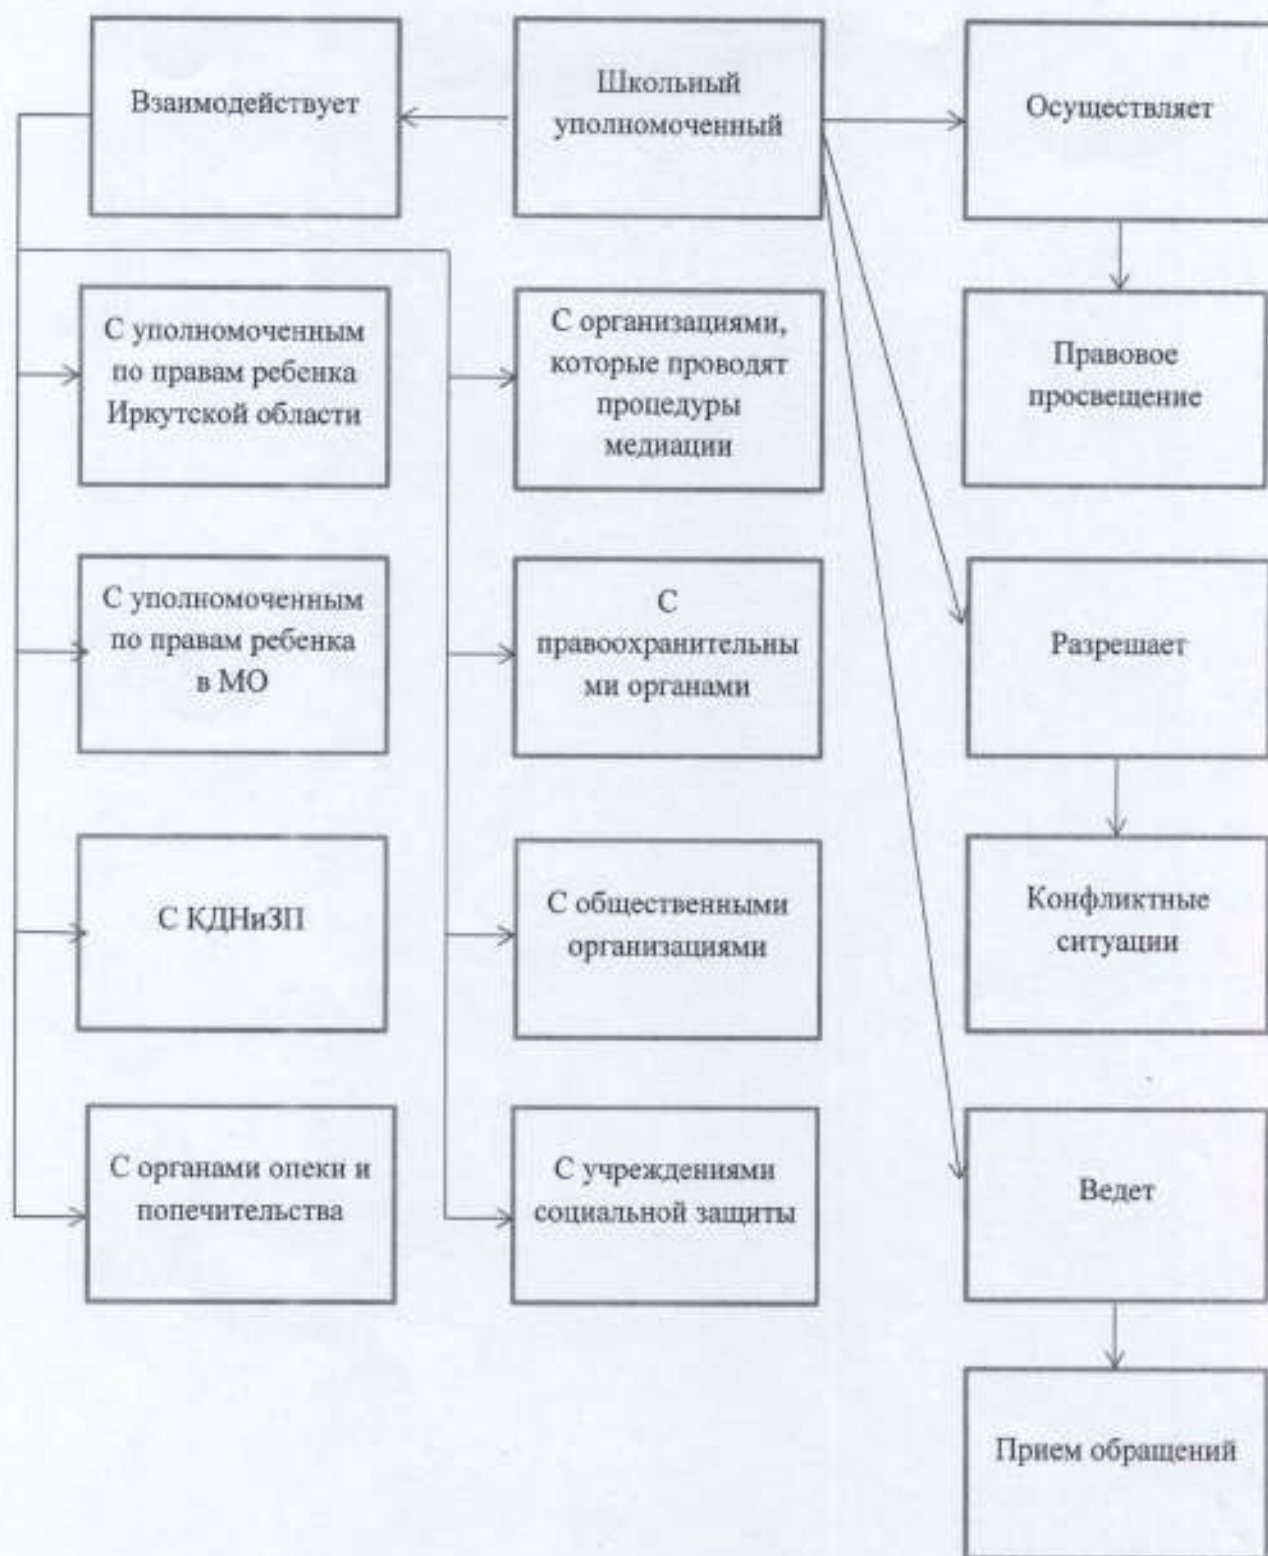 Взаимодействует
Школьный
уполномоченный
Осуществляет
С уполномоченным
по правам ребенка
Иркутской области
С организациями,
которые проводят
процедуры
медиации
Правовое
просвещение
С уполномоченным
по правам ребенка
в МО
С
правоохранительны
ми органами
Разрешает
С КДНиЗП
С общественными
организациями
Конфликтные
ситуации
С органами опеки и
попечительства
С учреждениями
социальной защиты
Ведет
Прием обращений